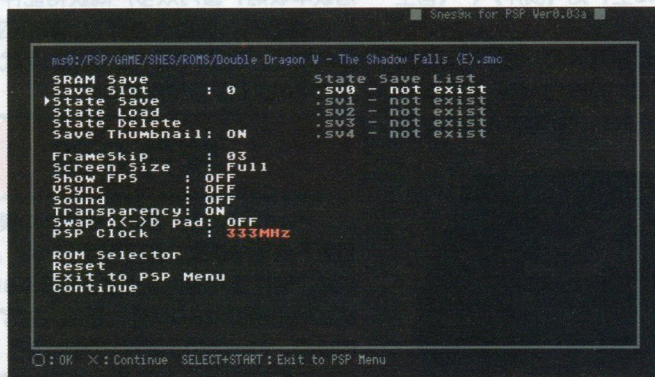 Snes9x for PSP Ver0.03a
ms0:/PSP/GAME/SNES/ROMS/Double Dragon V - The Shadow Falls (E).smc
SRAM Save
Save Slot : 0
State Save
State Load
State Delete
Save Thumbnail: ON
State Save List
.sv0 - not exist
.sv1 - not exist
.sv2 - not exist
.sv3 - not exist
.sv4 - not exist
FrameSkip : 03
Screen Size : Full
Show FPS : OFF
VSync : OFF
Sound : OFF
Transparency: ON
Swap A<->D pad: OFF
PSP Clock : 333MHz
ROM Selector
Reset
Exit to PSP Menu
Continue
○:OK ×:Continue SELECT+START:Exit to PSP Menu